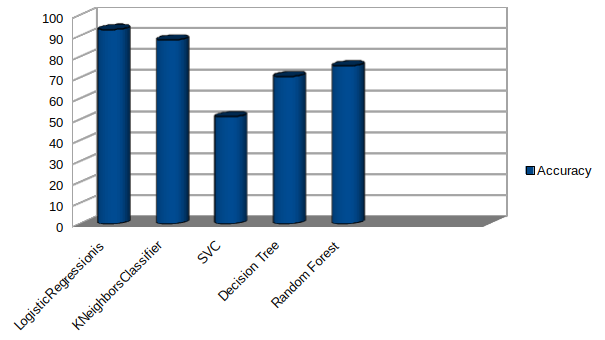 100
90
80
70
60
50
40
30
20
10
0
Accuracy
LogisticRegressionis
KNeighborsClassifier
SVC
Decision Tree
Random Forest